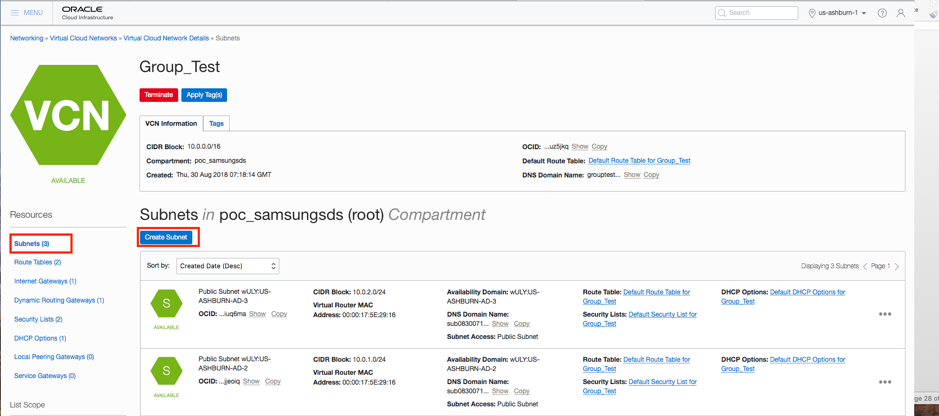 MENU
ORACLE
Cloud Infrastructure
Search
us-ashburn-1
Networking » Virtual Cloud Networks » Virtual Cloud Network Details » Subnets
Group_Test
Terminate
Apply Tag(s)
VCN
AVAILABLE
VCN Information
Tags
CIDR Block: 10.0.0.0/16
Compartment: poc_samsungsds
Created: Thu, 30 Aug 2018 07:18:14 GMT
OCID: ...uz5jkq Show Copy
Default Route Table: Default Route Table for Group_Test
DNS Domain Name: grouptest... Show Copy
Resources
Subnets (3)
Route Tables (2)
Internet Gateways (1)
Dynamic Routing Gateways (1)
Security Lists (2)
DHCP Options (1)
Local Peering Gateways (0)
Service Gateways (0)
List Scope
Subnets in poc_samsungsds (root) Compartment
Create Subnet
Sort by:
Created Date (Desc)
Displaying 3 Subnets
Page 1
S
AVAILABLE
Public Subnet wULY:US-
ASHBURN-AD-3
OCID: ...iuq6ma Show Copy
CIDR Block: 10.0.2.0/24
Virtual Router MAC
Address: 00:00:17:5E:29:16
Availability Domain: wULY:US-
ASHBURN-AD-3
DNS Domain Name:
sub0830071... Show Copy
Subnet Access: Public Subnet
Route Table: Default Route Table for
Group_Test
Security Lists: Default Security List for
Group_Test
DHCP Options: Default DHCP Options for
Group_Test
S
AVAILABLE
Public Subnet wULY:US-
ASHBURN-AD-2
OCID: ...jjeoiq Show Copy
CIDR Block: 10.0.1.0/24
Virtual Router MAC
Address: 00:00:17:5E:29:16
Availability Domain: wULY:US-
ASHBURN-AD-2
DNS Domain Name:
sub0830071... Show Copy
Subnet Access: Public Subnet
Route Table: Default Route Table for
Group_Test
Security Lists: Default Security List for
Group_Test
DHCP Options: Default DHCP Options for
Group_Test
28 of